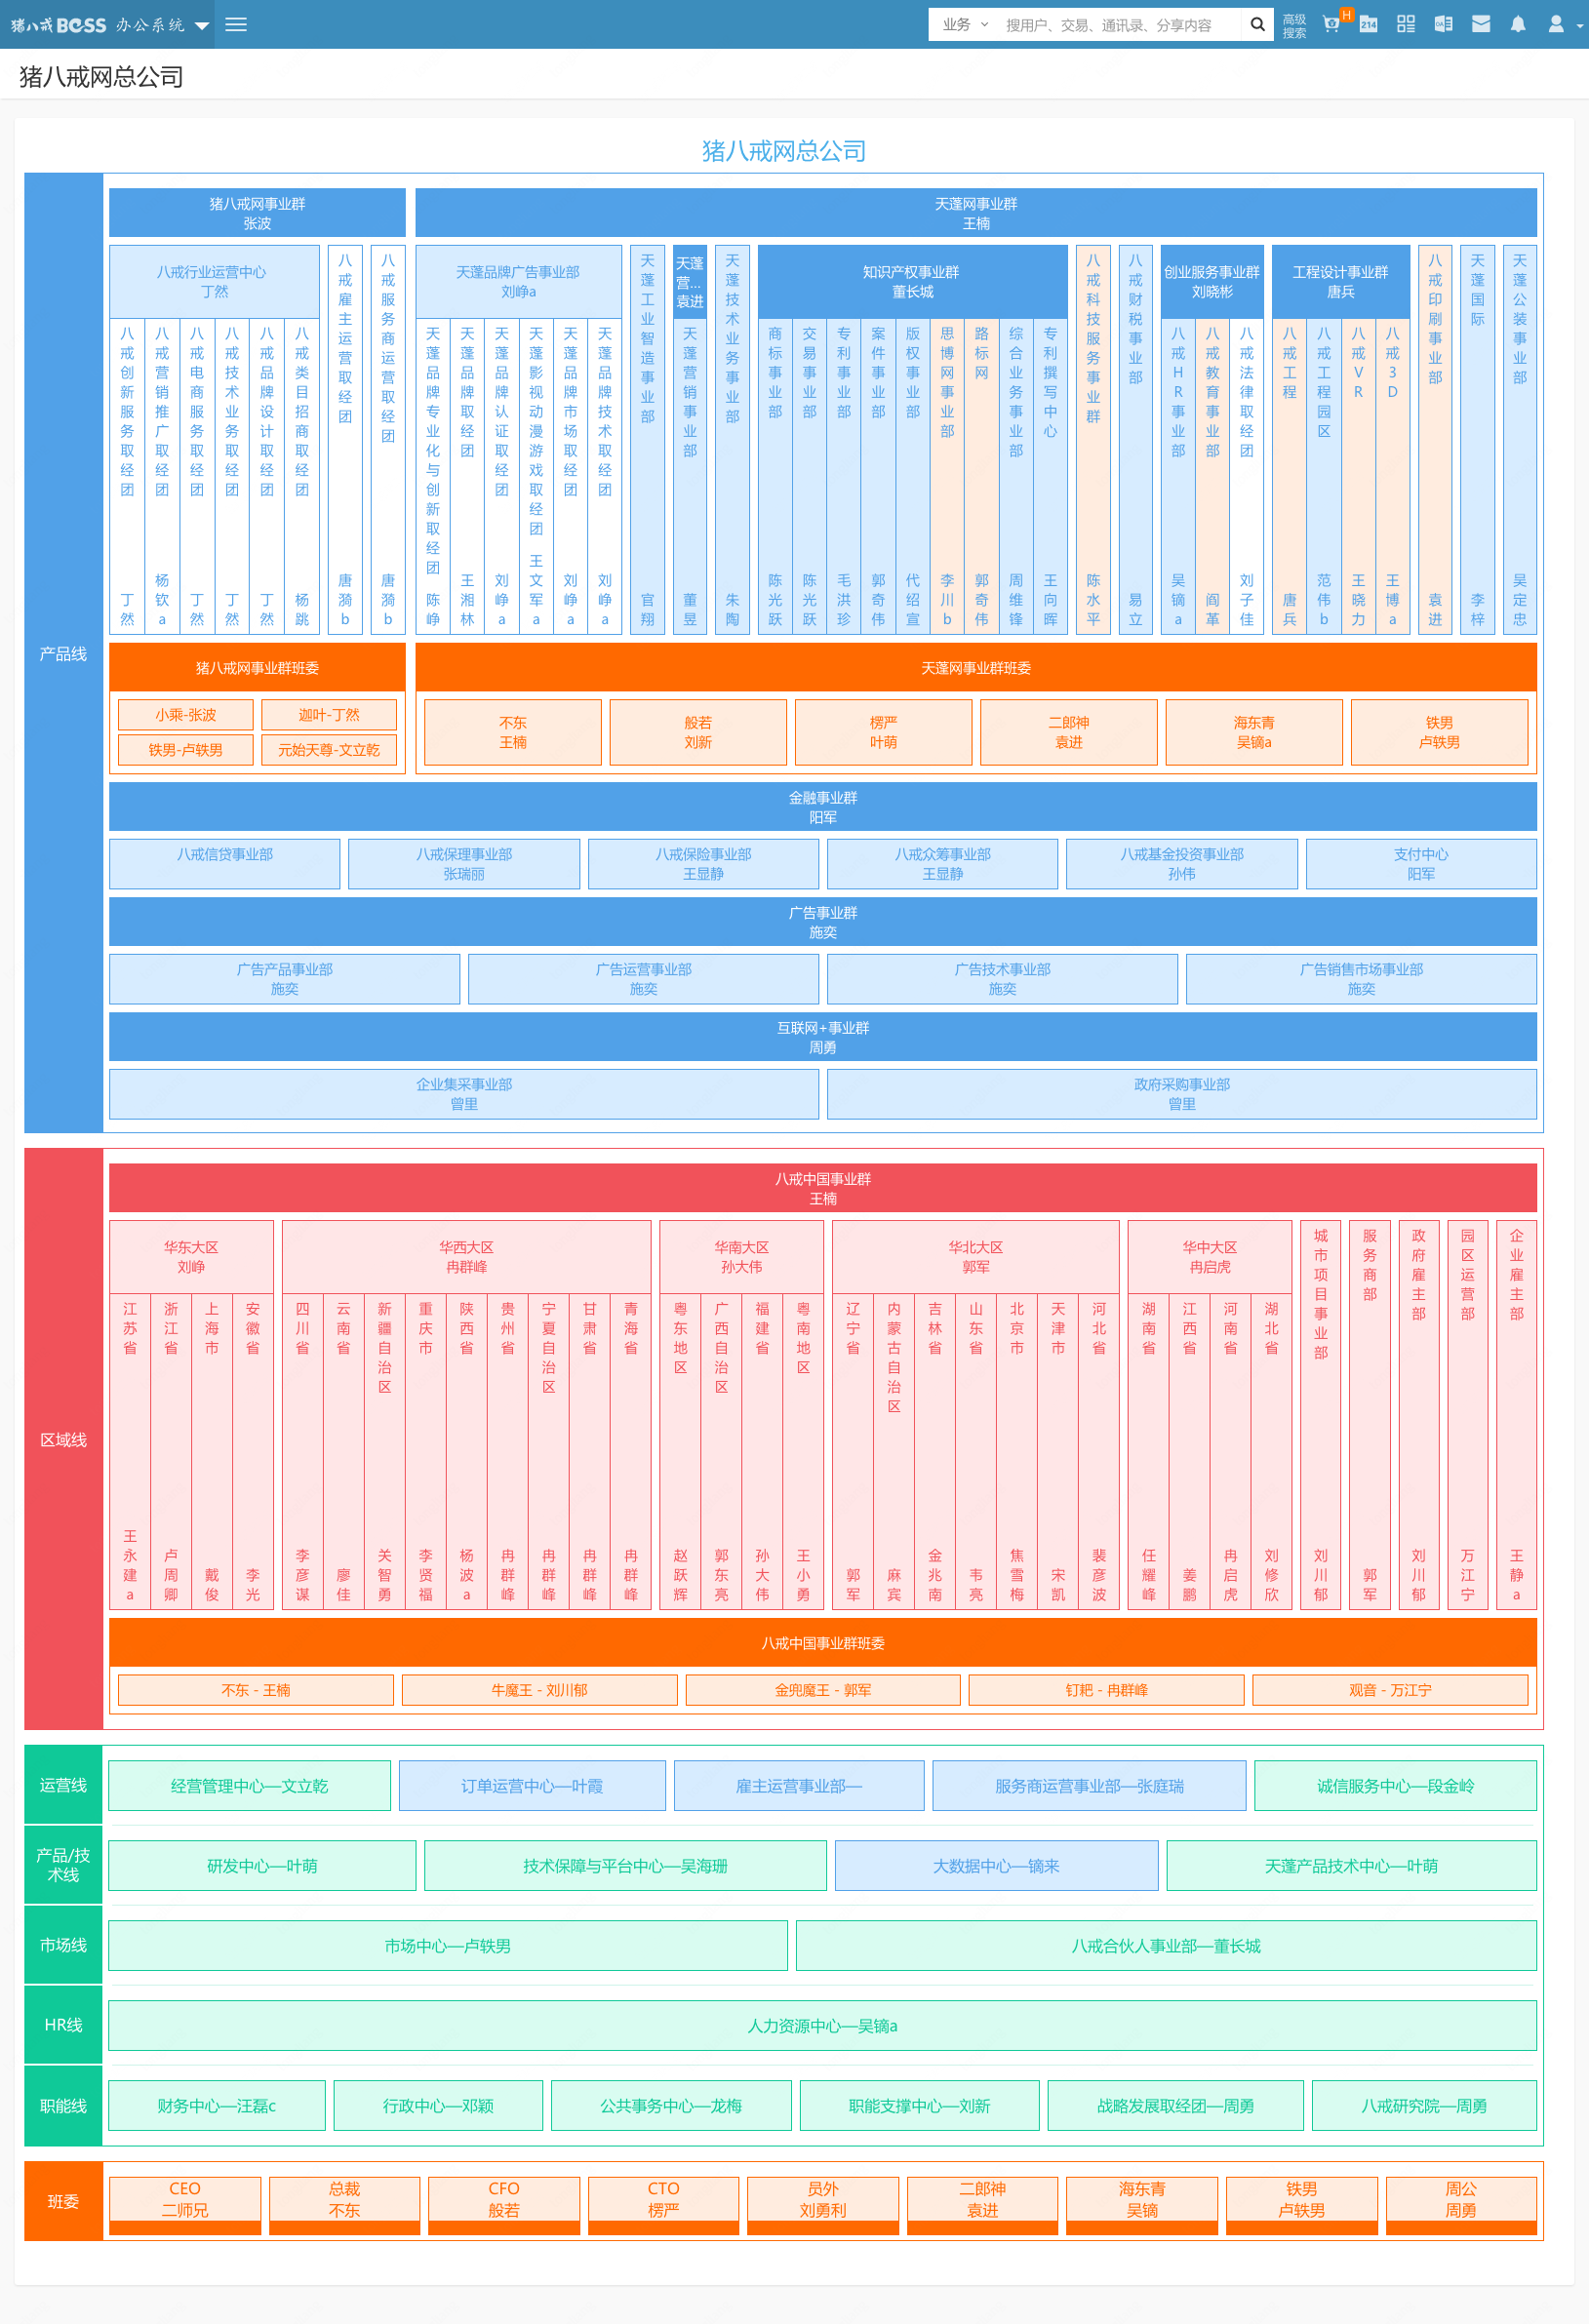 猪八戒BOSS 办公系统
业务
搜用户、交易、通讯录、分享内容
高级
搜索
H
214
猪八戒网总公司
猪八戒网总公司
产品线
猪八戒网事业群
张波
天蓬网事业群
王楠
八戒行业运营中心
丁然
八戒创新服务取经团
丁然
八戒营销推广取经团
杨钦a
八戒电商服务取经团
丁然
八戒技术业务取经团
丁然
八戒品牌设计取经团
丁然
八戒类目招商取经团
杨跳
八戒雇主运营取经团
唐漪b
八戒服务商运营取经团
唐漪b
天蓬品牌广告事业部
刘峥a
天蓬品牌专业化与创新取经团
陈峥
天蓬品牌取经团
王湘林
天蓬品牌认证取经团
刘峥a
天蓬影视动漫游戏取经团
王文军a
天蓬品牌市场取经团
刘峥a
天蓬品牌技术取经团
刘峥a
天蓬工业智造事业部
官翔
天蓬
营...
袁进
天蓬营销事业部
董昱
天蓬技术业务事业部
朱陶
知识产权事业群
董长城
商标事业部
陈光跃
交易事业部
陈光跃
专利事业部
毛洪珍
案件事业部
郭奇伟
版权事业部
代绍宣
思博网事业部
李川b
路标网
郭奇伟
综合业务事业部
周维锋
专利撰写中心
王向晖
八戒科技服务事业群
陈水平
八戒财税事业部
易立
创业服务事业群
刘晓彬
八戒HR事业部
吴镝a
八戒教育事业部
阎革
八戒法律取经团
刘子佳
工程设计事业群
唐兵
八戒工程
唐兵
八戒工程园区
范伟b
八戒VR
王晓力
八戒3D
王博a
八戒印刷事业部
袁进
天蓬国际
李梓
天蓬公装事业部
吴定忠
猪八戒网事业群班委
小乘-张波
迦叶-丁然
铁男-卢轶男
元始天尊-文立乾
天蓬网事业群班委
不东
王楠
般若
刘新
楞严
叶萌
二郎神
袁进
海东青
吴镝a
铁男
卢轶男
金融事业群
阳军
八戒信贷事业部
八戒保理事业部
张瑞丽
八戒保险事业部
王显静
八戒众筹事业部
王显静
八戒基金投资事业部
孙伟
支付中心
阳军
广告事业群
施奕
广告产品事业部
施奕
广告运营事业部
施奕
广告技术事业部
施奕
广告销售市场事业部
施奕
互联网+事业群
周勇
企业集采事业部
曾里
政府采购事业部
曾里
区域线
八戒中国事业群
王楠
华东大区
刘峥
江苏省
王永建a
浙江省
卢周卿
上海市
戴俊
安徽省
李光
华西大区
冉群峰
四川省
李彦谋
云南省
廖佳
新疆自治区
关智勇
重庆市
李贤福
陕西省
杨波a
贵州省
冉群峰
宁夏自治区
冉群峰
甘肃省
冉群峰
青海省
冉群峰
华南大区
孙大伟
粤东地区
赵跃辉
广西自治区
郭东亮
福建省
孙大伟
粤南地区
王小勇
华北大区
郭军
辽宁省
郭军
内蒙古自治区
麻宾
吉林省
金兆南
山东省
韦亮
北京市
焦雪梅
天津市
宋凯
河北省
裴彦波
华中大区
冉启虎
湖南省
任耀峰
江西省
姜鹏
河南省
冉启虎
湖北省
刘修欣
城市项目事业部
刘川郁
服务商部
郭军
政府雇主部
刘川郁
园区运营部
万江宁
企业雇主部
王静a
八戒中国事业群班委
不东 - 王楠
牛魔王 - 刘川郁
金兜魔王 - 郭军
钉耙 - 冉群峰
观音 - 万江宁
运营线
经营管理中心—文立乾
订单运营中心—叶霞
雇主运营事业部—
服务商运营事业部—张庭瑞
诚信服务中心—段金岭
产品/技
术线
研发中心—叶萌
技术保障与平台中心—吴海珊
大数据中心—镝来
天蓬产品技术中心—叶萌
市场线
市场中心—卢轶男
八戒合伙人事业部—董长城
HR线
人力资源中心—吴镝a
职能线
财务中心—汪磊c
行政中心—邓颖
公共事务中心—龙梅
职能支撑中心—刘新
战略发展取经团—周勇
八戒研究院—周勇
班委
CEO
二师兄
总裁
不东
CFO
般若
CTO
楞严
员外
刘勇利
二郎神
袁进
海东青
吴镝
铁男
卢轶男
周公
周勇